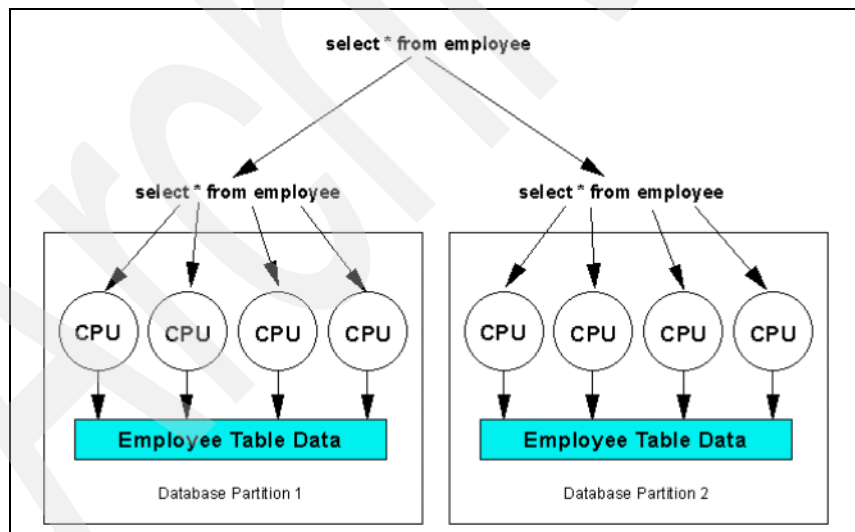 select * from employee
select * from employee
select * from employee
CPU
CPU
CPU
CPU
CPU
CPU
CPU
CPU
Employee Table Data
Employee Table Data
Database Partition 1
Database Partition 2